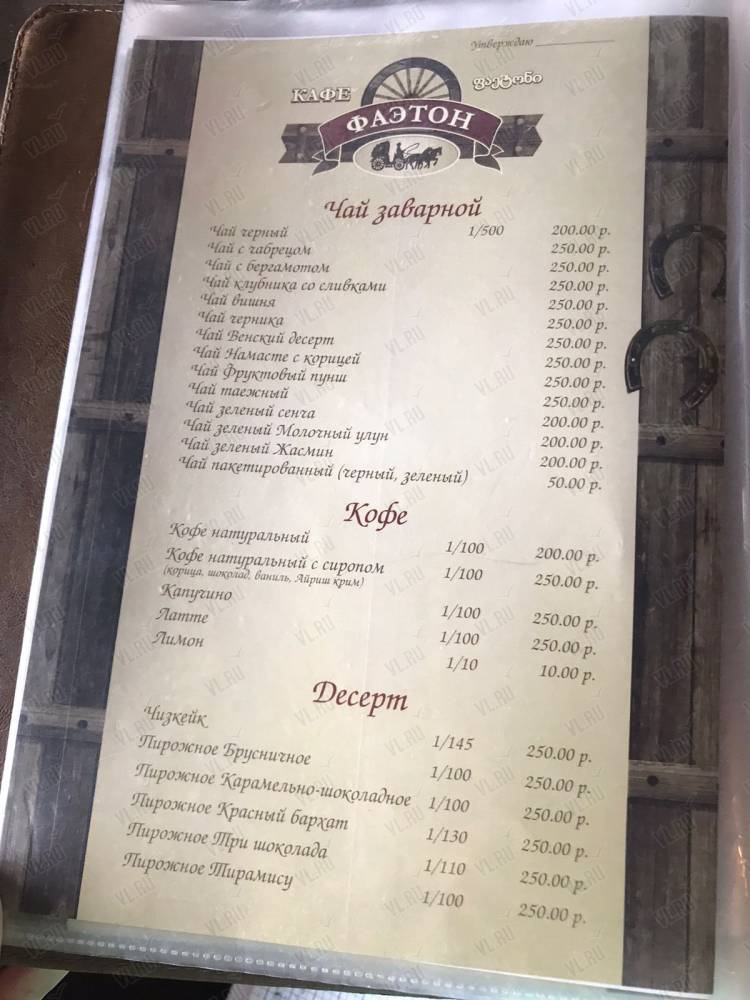 Утверждаю
КАФЕ ფაეტონი
ФАЭТОН
Чай заварной
Чай черный 1/500 200.00 р.
Чай с чабрецом 250.00 р.
Чай с бергамотом 250.00 р.
Чай клубника со сливками 250.00 р.
Чай вишня 250.00 р.
Чай черника 250.00 р.
Чай Венский десерт 250.00 р.
Чай Намасте с корицей 250.00 р.
Чай Фруктовый пунш 250.00 р.
Чай таежный 250.00 р.
Чай зеленый сенча 200.00 р.
Чай зеленый Молочный улун 200.00 р.
Чай зеленый Жасмин 200.00 р.
Чай пакетированный (черный, зеленый) 50.00 р.
Кофе
Кофе натуральный 1/100 200.00 р.
Кофе натуральный с сиропом 1/100 250.00 р.
(корица, шоколад, ваниль, Айриш крим)
Капучино 1/100 250.00 р.
Латте 1/100 250.00 р.
Лимон 1/10 10.00 р.
Десерт
Чизкейк 1/145 250.00 р.
Пирожное Брусничное 1/100 250.00 р.
Пирожное Карамельно-шоколадное 1/100 250.00 р.
Пирожное Красный бархат 1/130 250.00 р.
Пирожное Три шоколада 1/110 250.00 р.
Пирожное Тирамису 1/100 250.00 р.
VL.RU